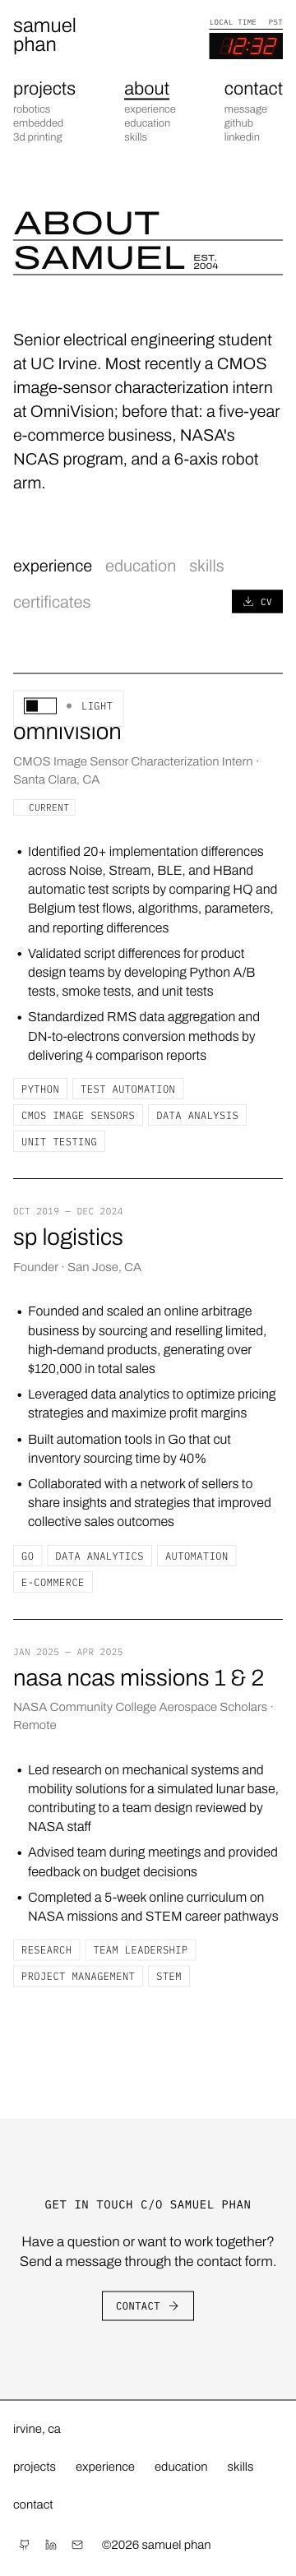 samuel
phan
LOCAL TIME PST
12:32
projects
robotics
embedded
3d printing
about
experience
education
skills
contact
message
github
linkedin
ABOUT
SAMUEL EST.
2004
Senior electrical engineering student
at UC Irvine. Most recently a CMOS
image-sensor characterization intern
at OmniVision; before that: a five-year
e-commerce business, NASA's
NCAS program, and a 6-axis robot
arm.
experience education skills
certificates CV
LIGHT
omnivision
CMOS Image Sensor Characterization Intern ·
Santa Clara, CA
CURRENT
• Identified 20+ implementation differences
across Noise, Stream, BLE, and HBand
automatic test scripts by comparing HQ and
Belgium test flows, algorithms, parameters,
and reporting differences
• Validated script differences for product
design teams by developing Python A/B
tests, smoke tests, and unit tests
• Standardized RMS data aggregation and
DN-to-electrons conversion methods by
delivering 4 comparison reports
PYTHON TEST AUTOMATION
CMOS IMAGE SENSORS DATA ANALYSIS
UNIT TESTING
OCT 2019 — DEC 2024
sp logistics
Founder · San Jose, CA
• Founded and scaled an online arbitrage
business by sourcing and reselling limited,
high-demand products, generating over
$120,000 in total sales
• Leveraged data analytics to optimize pricing
strategies and maximize profit margins
• Built automation tools in Go that cut
inventory sourcing time by 40%
• Collaborated with a network of sellers to
share insights and strategies that improved
collective sales outcomes
GO DATA ANALYTICS AUTOMATION
E-COMMERCE
JAN 2025 — APR 2025
nasa ncas missions 1 & 2
NASA Community College Aerospace Scholars ·
Remote
• Led research on mechanical systems and
mobility solutions for a simulated lunar base,
contributing to a team design reviewed by
NASA staff
• Advised team during meetings and provided
feedback on budget decisions
• Completed a 5-week online curriculum on
NASA missions and STEM career pathways
RESEARCH TEAM LEADERSHIP
PROJECT MANAGEMENT STEM
GET IN TOUCH C/O SAMUEL PHAN
Have a question or want to work together?
Send a message through the contact form.
CONTACT →
irvine, ca
projects experience education skills
contact
©2026 samuel phan